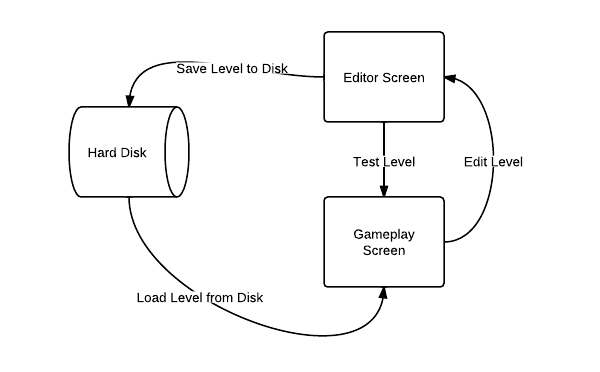 Save Level to Disk
Editor Screen
Hard Disk
Test Level
Edit Level
Gameplay
Screen
Load Level from Disk